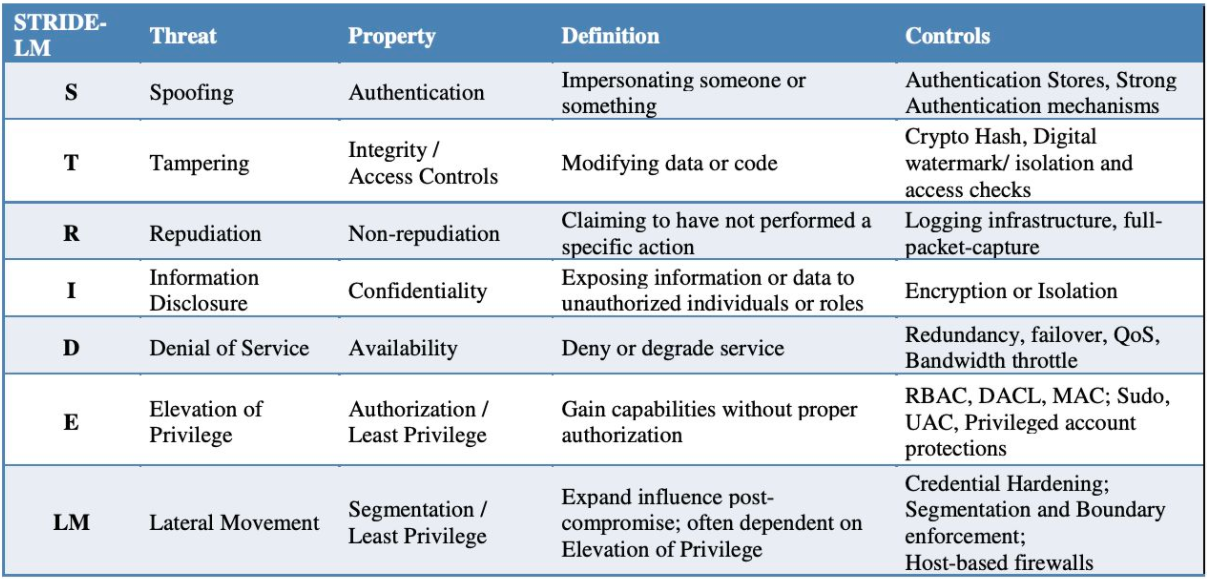 STRIDE-
LM
Threat
Property
Definition
Controls
S
Spoofing
Authentication
Impersonating someone or
something
Authentication Stores, Strong
Authentication mechanisms
T
Tampering
Integrity /
Access Controls
Modifying data or code
Crypto Hash, Digital
watermark/ isolation and
access checks
R
Repudiation
Non-repudiation
Claiming to have not performed a
specific action
Logging infrastructure, full-
packet-capture
I
Information
Disclosure
Confidentiality
Exposing information or data to
unauthorized individuals or roles
Encryption or Isolation
D
Denial of Service
Availability
Deny or degrade service
Redundancy, failover, QoS,
Bandwidth throttle
E
Elevation of
Privilege
Authorization /
Least Privilege
Gain capabilities without proper
authorization
RBAC, DACL, MAC; Sudo,
UAC, Privileged account
protections
LM
Lateral Movement
Segmentation /
Least Privilege
Expand influence post-
compromise; often dependent on
Elevation of Privilege
Credential Hardening;
Segmentation and Boundary
enforcement;
Host-based firewalls